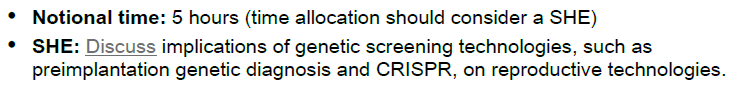 • Notional time: 5 hours (time allocation should consider a SHE)
• SHE: Discuss implications of genetic screening technologies, such as
preimplantation genetic diagnosis and CRISPR, on reproductive technologies.